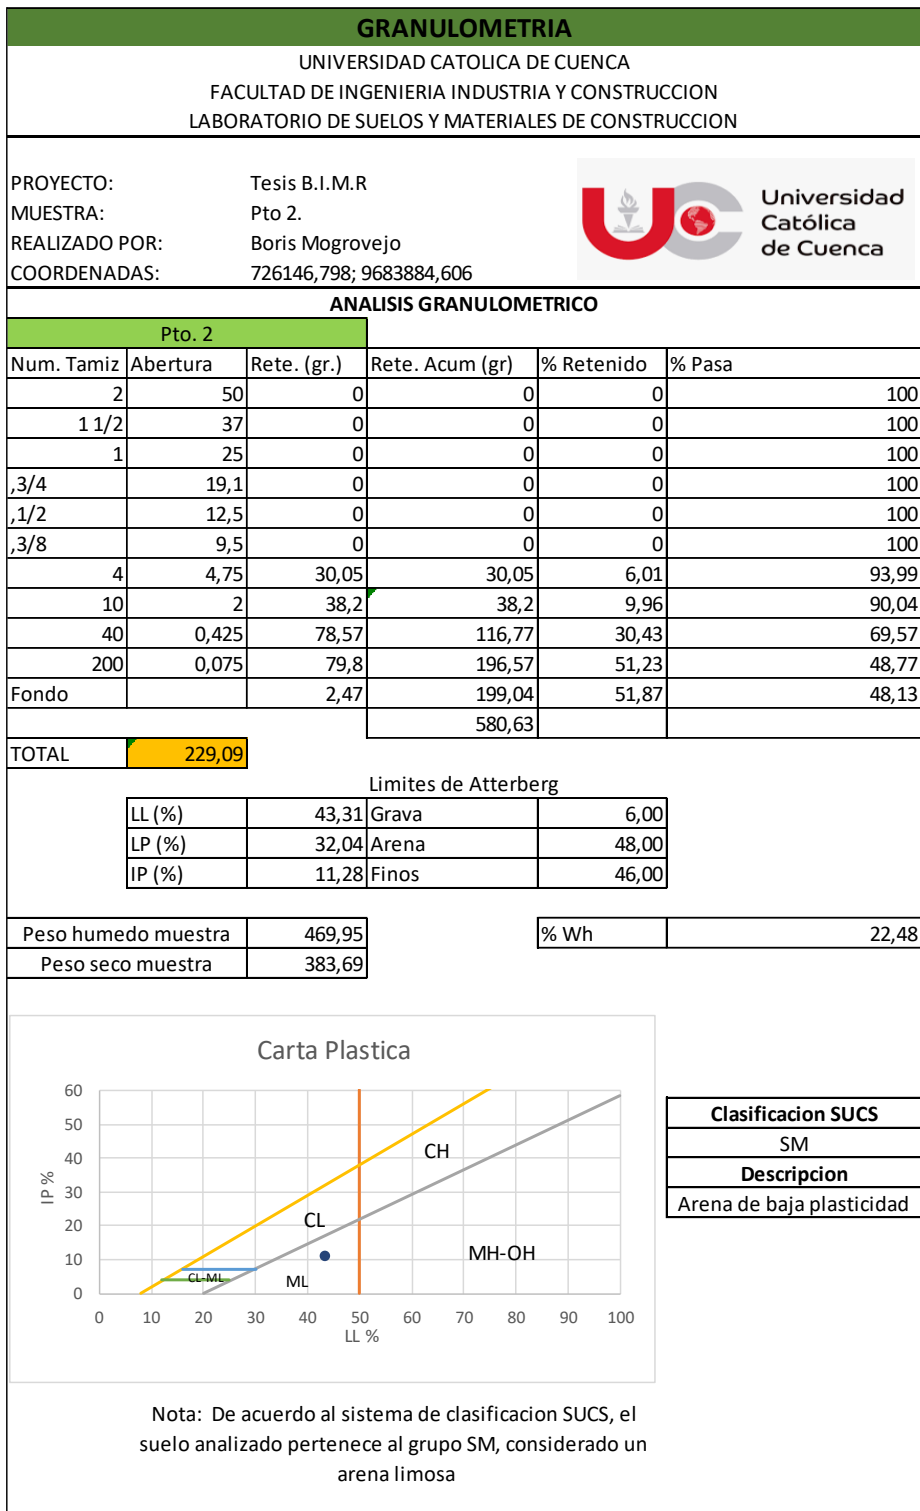 GRANULOMETRIA
UNIVERSIDAD CATOLICA DE CUENCA
FACULTAD DE INGENIERIA INDUSTRIA Y CONSTRUCCION
LABORATORIO DE SUELOS Y MATERIALES DE CONSTRUCCION
PROYECTO: Tesis B.I.M.R
MUESTRA: Pto 2.
REALIZADO POR: Boris Mogrovejo
COORDENADAS: 726146,798; 9683884,606
UC
Universidad
Católica
de Cuenca
ANALISIS GRANULOMETRICO
Pto. 2
Num. Tamiz Abertura Rete. (gr.) Rete. Acum (gr) % Retenido % Pasa
2 50 0 0 0 100
1 1/2 37 0 0 0 100
1 25 0 0 0 100
,3/4 19,1 0 0 0 100
,1/2 12,5 0 0 0 100
,3/8 9,5 0 0 0 100
4 4,75 30,05 30,05 6,01 93,99
10 2 38,2 38,2 9,96 90,04
40 0,425 78,57 116,77 30,43 69,57
200 0,075 79,8 196,57 51,23 48,77
Fondo 2,47 199,04 51,87 48,13
580,63
TOTAL 229,09
Limites de Atterberg
LL (%) 43,31 Grava 6,00
LP (%) 32,04 Arena 48,00
IP (%) 11,28 Finos 46,00
Peso humedo muestra 469,95 % Wh 22,48
Peso seco muestra 383,69
Carta Plastica
60
50
40
30
20
10
0
IP %
CH
CL
MH-OH
CL-ML
ML
0 10 20 30 40 50 60 70 80 90 100
LL %
Clasificacion SUCS
SM
Descripcion
Arena de baja plasticidad
Nota: De acuerdo al sistema de clasificacion SUCS, el
suelo analizado pertenece al grupo SM, considerado un
arena limosa